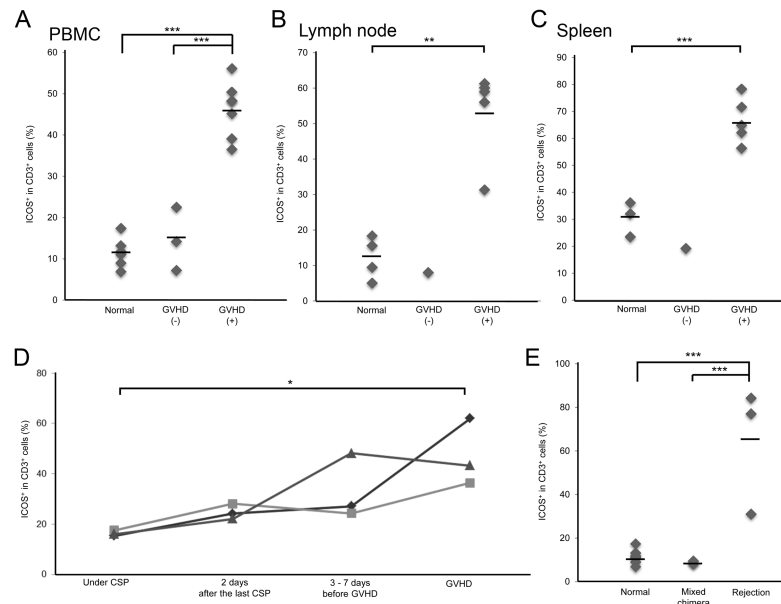 A
PBMC
***
***
ICOS⁺ in CD3⁺ cells (%)
60
50
40
30
20
10
0
Normal
GVHD
(-)
GVHD
(+)
B
Lymph node
**
ICOS⁺ in CD3⁺ cells (%)
70
60
50
40
30
20
10
0
Normal
GVHD
(-)
GVHD
(+)
C
Spleen
***
ICOS⁺ in CD3⁺ cells (%)
90
80
70
60
50
40
30
20
10
0
Normal
GVHD
(-)
GVHD
(+)
D
*
ICOS⁺ in CD3⁺ cells (%)
80
60
40
20
0
Under CSP
2 days
after the last CSP
3 - 7 days
before GVHD
GVHD
E
***
***
ICOS⁺ in CD3⁺ cells (%)
100
80
60
40
20
0
Normal
Mixed
chimera
Rejection